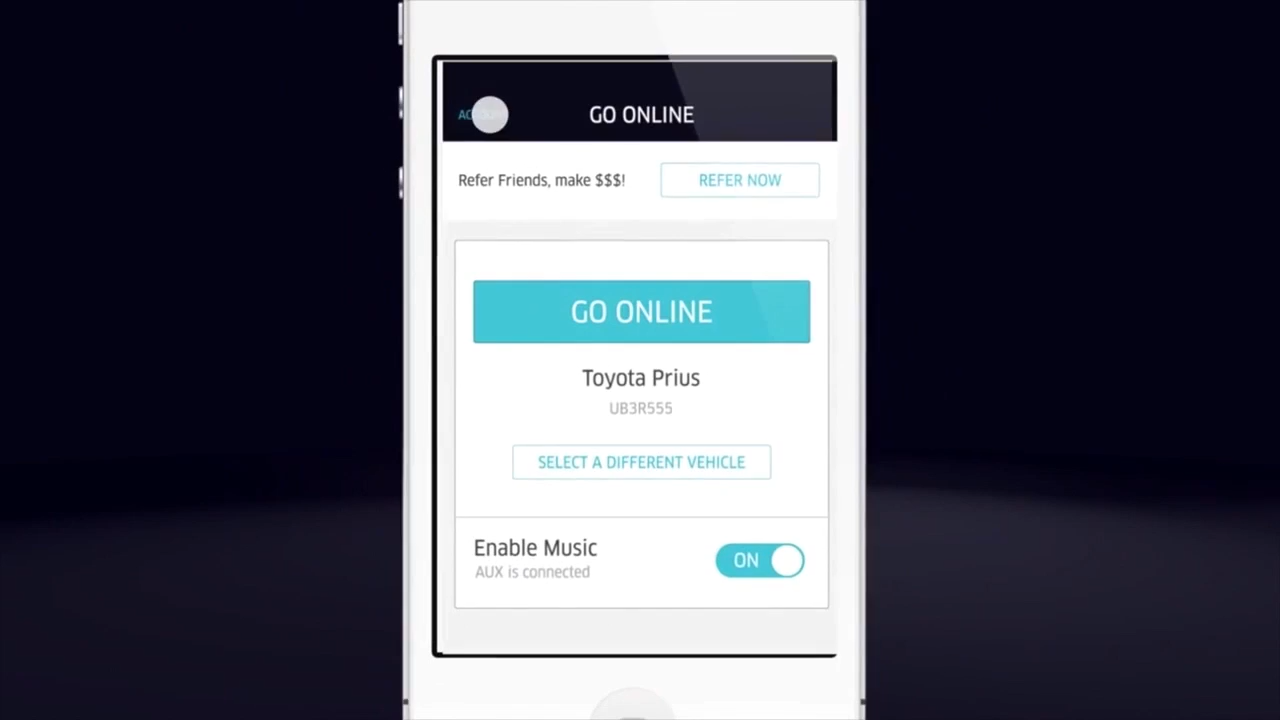 GO ONLINE
Refer Friends, make $$$!
REFER NOW
GO ONLINE
Toyota Prius
UB3R555
SELECT A DIFFERENT VEHICLE
Enable Music
ON
AUX is connected